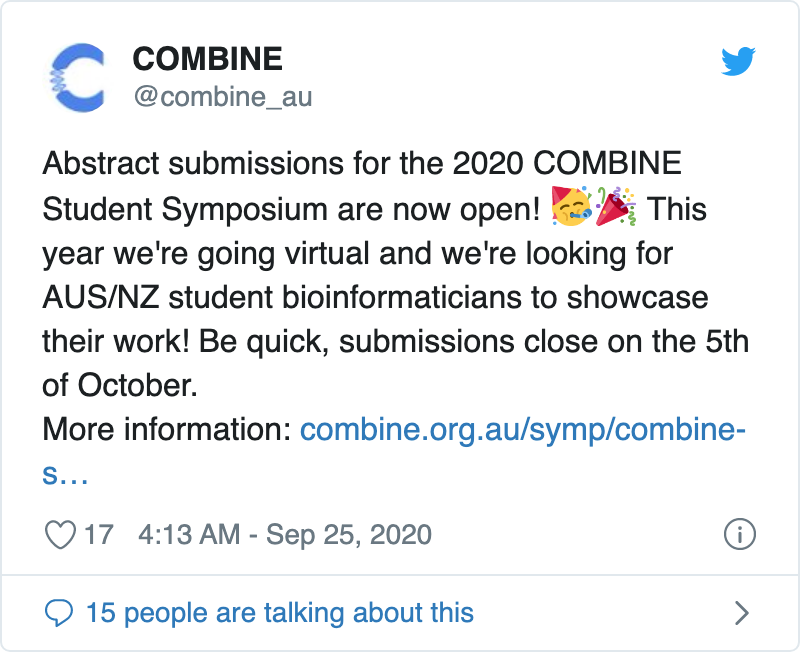 COMBINE
@combine_au
Abstract submissions for the 2020 COMBINE
Student Symposium are now open! 🥳🎉 This
year we're going virtual and we're looking for
AUS/NZ student bioinformaticians to showcase
their work! Be quick, submissions close on the 5th
of October.
More information: combine.org.au/symp/combine-
s…
17 4:13 AM - Sep 25, 2020
15 people are talking about this